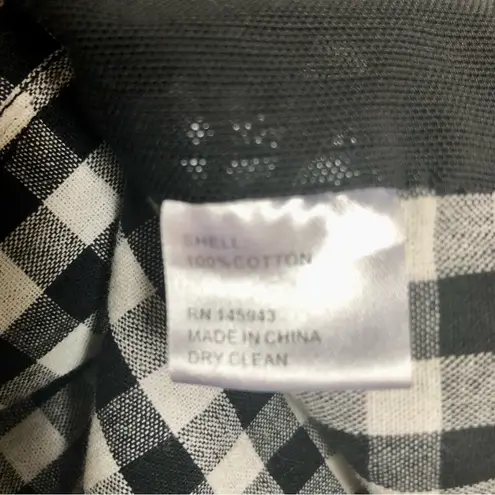 SHELL
100% COTTON
RN 145943
MADE IN CHINA
DRY CLEAN